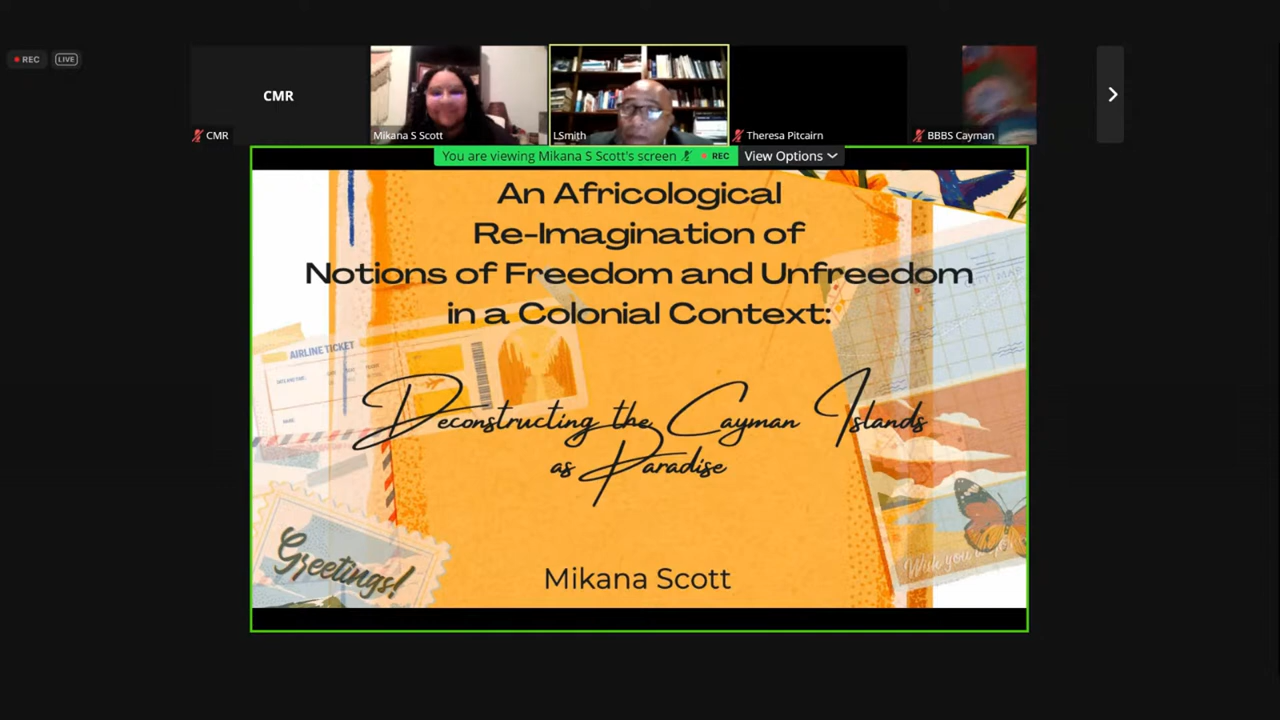 REC
LIVE
CMR
CMR
Mikana S Scott
LSmith
Theresa Pitcairn
BBBS Cayman
You are viewing Mikana S Scott's screen
REC
View Options
An Africological
Re-Imagination of
Notions of Freedom and Unfreedom
in a Colonial Context:
Deconstructing the Cayman Islands
as Paradise
Mikana Scott
AIRLINE TICKET
Greetings!
Wish you